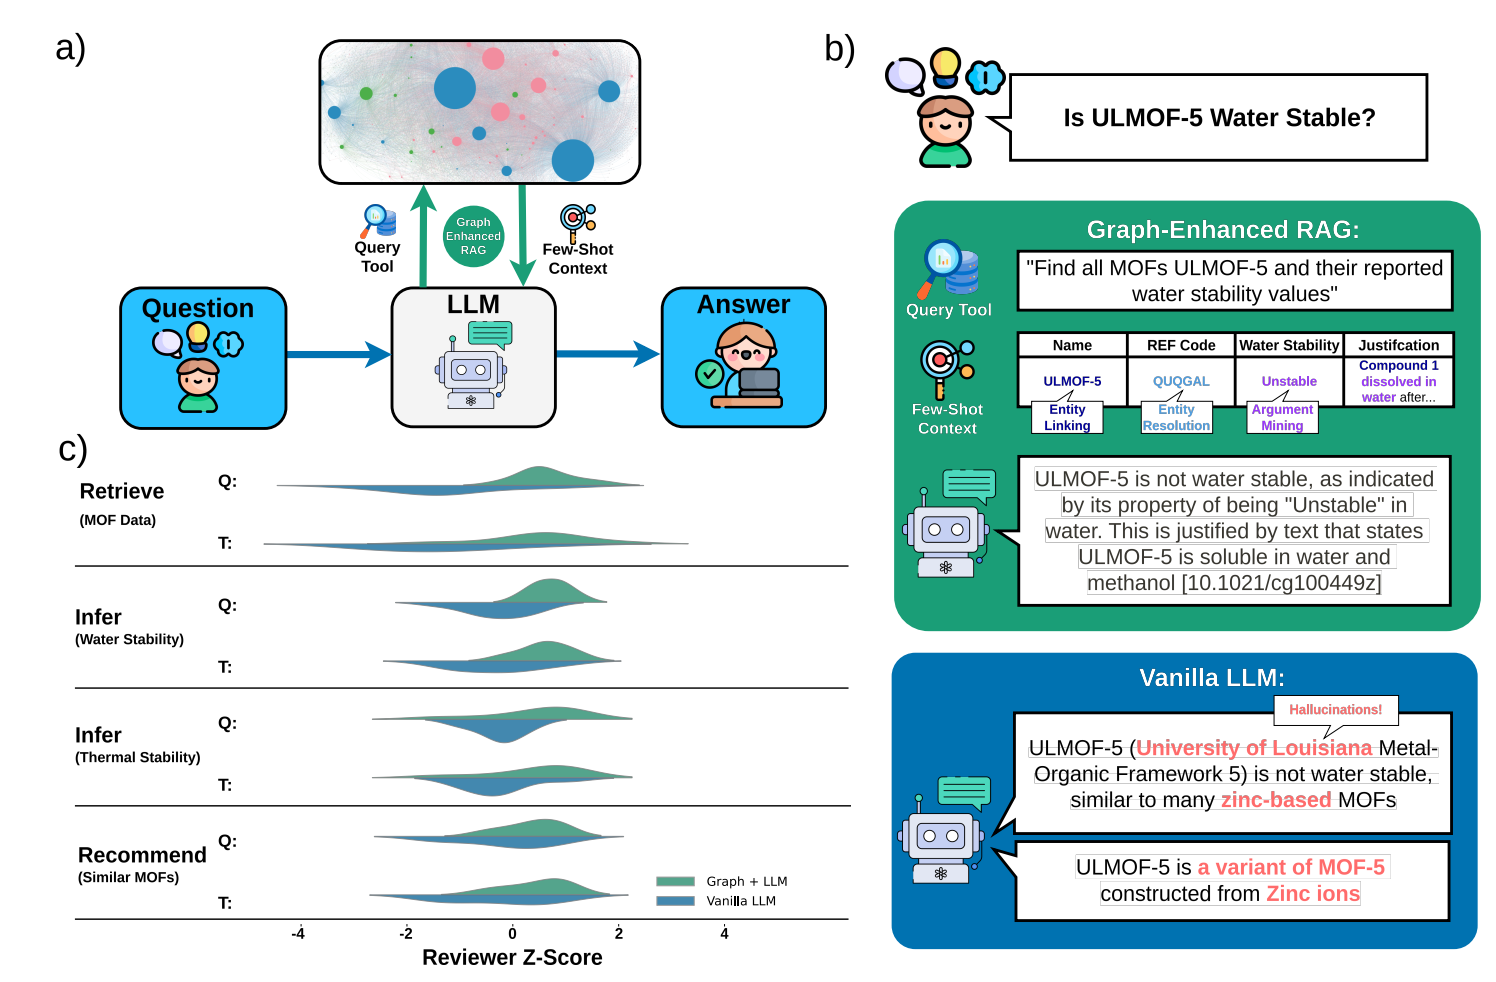 a)
Query
Tool
Graph
Enhanced
RAG
Few-Shot
Context
Question
LLM
Answer
b)
Is ULMOF-5 Water Stable?
Graph-Enhanced RAG:
Query Tool
"Find all MOFs ULMOF-5 and their reported
water stability values"
Few-Shot
Context
Name REF Code Water Stability Justifcation
ULMOF-5 QUQGAL Unstable Compound 1
dissolved in
water after...
Entity
Linking
Entity
Resolution
Argument
Mining
ULMOF-5 is not water stable, as indicated
by its property of being "Unstable" in
water. This is justified by text that states
ULMOF-5 is soluble in water and
methanol [10.1021/cg100449z]
Vanilla LLM:
Hallucinations!
ULMOF-5 (University of Louisiana Metal-
Organic Framework 5) is not water stable,
similar to many zinc-based MOFs
ULMOF-5 is a variant of MOF-5
constructed from Zinc ions
c)
Retrieve
(MOF Data)
Q:
T:
Infer
(Water Stability)
Q:
T:
Infer
(Thermal Stability)
Q:
T:
Recommend
(Similar MOFs)
Q:
T:
Graph + LLM
Vanilla LLM
-4 -2 0 2 4
Reviewer Z-Score